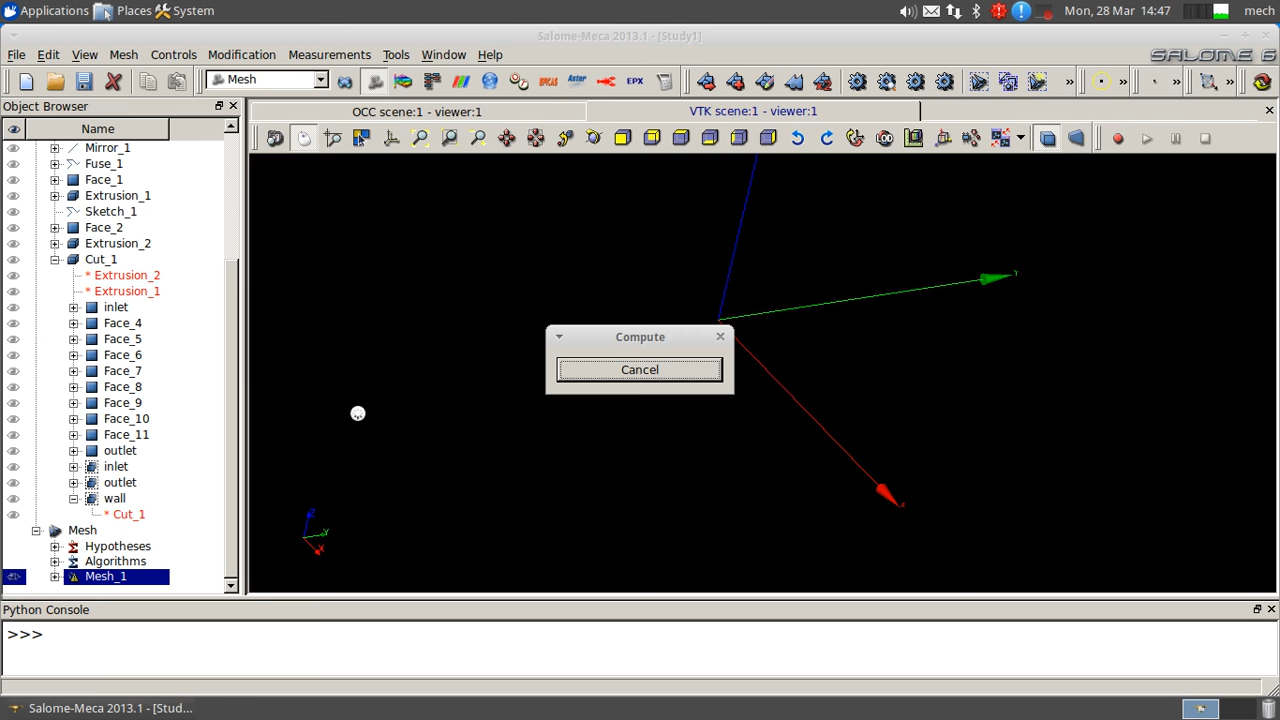 Applications Places System
Mon, 28 Mar 14:47 mech
Salome-Meca 2013.1 - [Study1]
File Edit View Mesh Controls Modification Measurements Tools Window Help
SALOME 6
Mesh
EFICAS Aster EPX
Object Browser
OCC scene:1 - viewer:1 VTK scene:1 - viewer:1
Name
Mirror_1
Fuse_1
Face_1
Extrusion_1
Sketch_1
Face_2
Extrusion_2
Cut_1
* Extrusion_2
* Extrusion_1
inlet
Face_4
Face_5
Face_6
Face_7
Face_8
Face_9
Face_10
Face_11
outlet
inlet
outlet
wall
* Cut_1
Mesh
Hypotheses
Algorithms
Mesh_1
Y
X
Compute
Cancel
Z
Y
X
Python Console
>>>
Salome-Meca 2013.1 - [Stud...